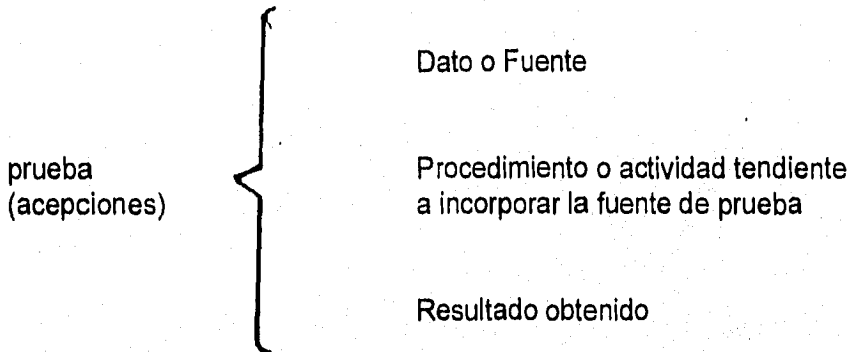 prueba
(acepciones)
Dato o Fuente
Procedimiento o actividad tendiente
a incorporar la fuente de prueba
Resultado obtenido